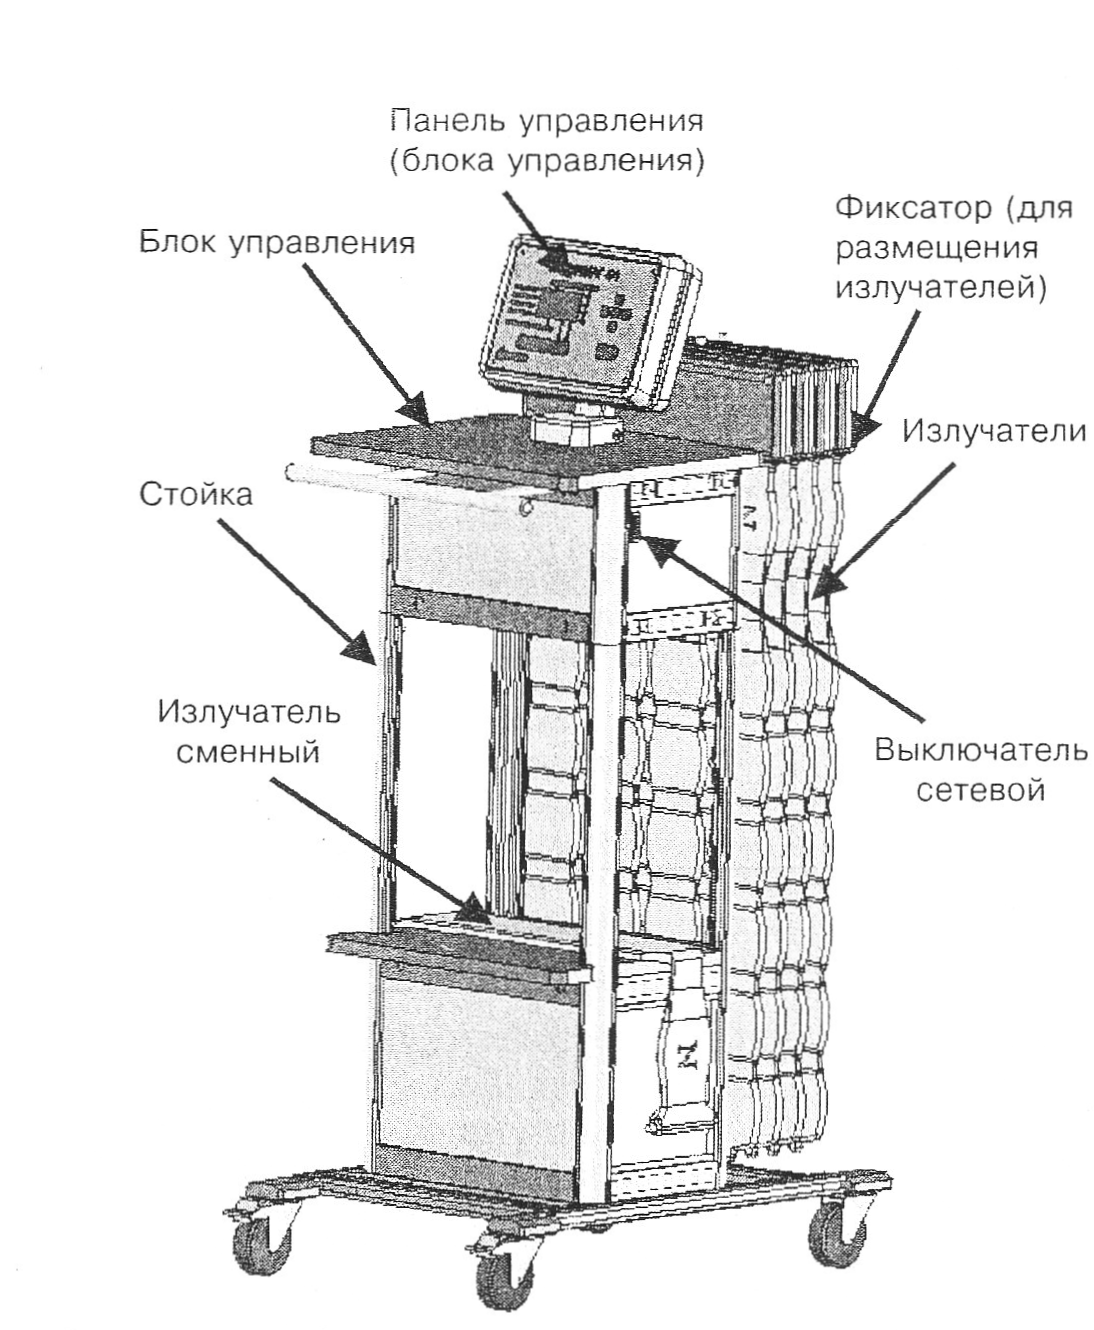 Панель управления
(блока управления)
Блок управления
Фиксатор (для
размещения
излучателей)
Излучатели
Стойка
Излучатель
сменный
Выключатель
сетевой